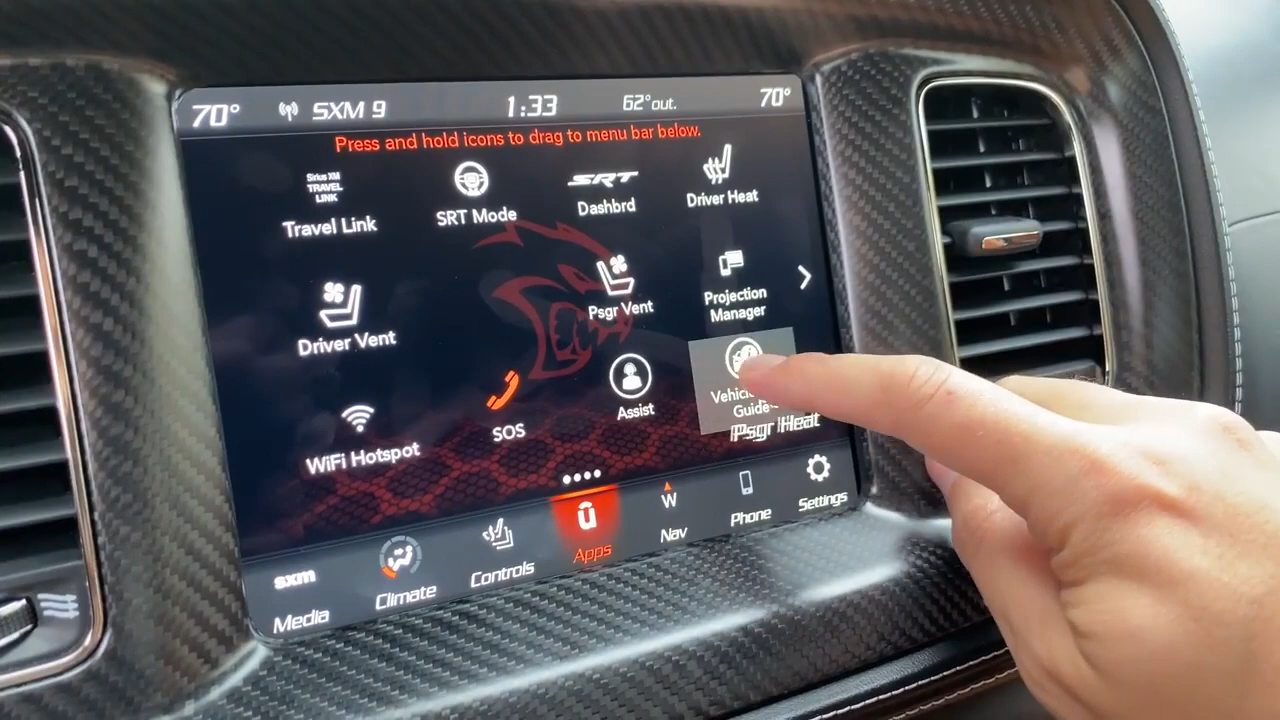 70° SXM 9 1:33 62° out. 70°
Press and hold icons to drag to menu bar below.
Sirius XM
TRAVEL
LINK
Travel Link
SRT Mode
SRT
Dashbrd
Driver Heat
Driver Vent
Psgr Vent
Projection
Manager
WiFi Hotspot
SOS
Assist
Guide
Psgr Heat
sxm
Media
Climate
Controls
û
Apps
W
Nav
Phone
Settings